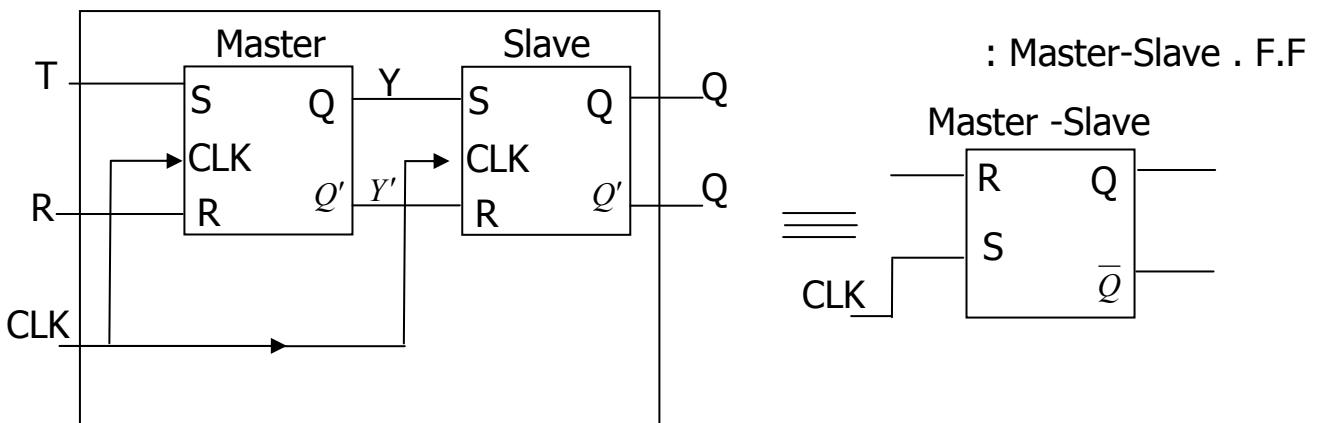 : Master-Slave . F.F
Master Slave
T S Q Y S Q Q
CLK CLK
R R Q' Y' R Q' Q
CLK
Master -Slave
R Q
S
CLK Q̅